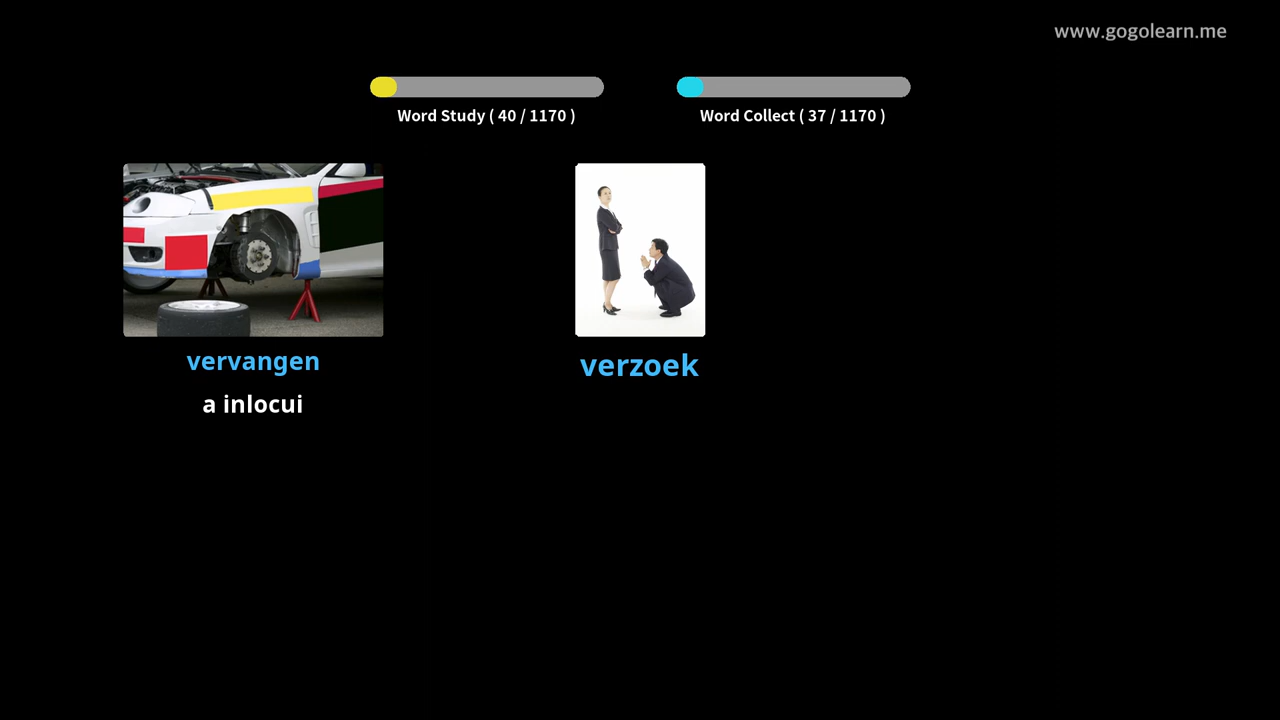 www.gogolearn.me
Word Study ( 40 / 1170 )
Word Collect ( 37 / 1170 )
vervangen
a inlocui
verzoek